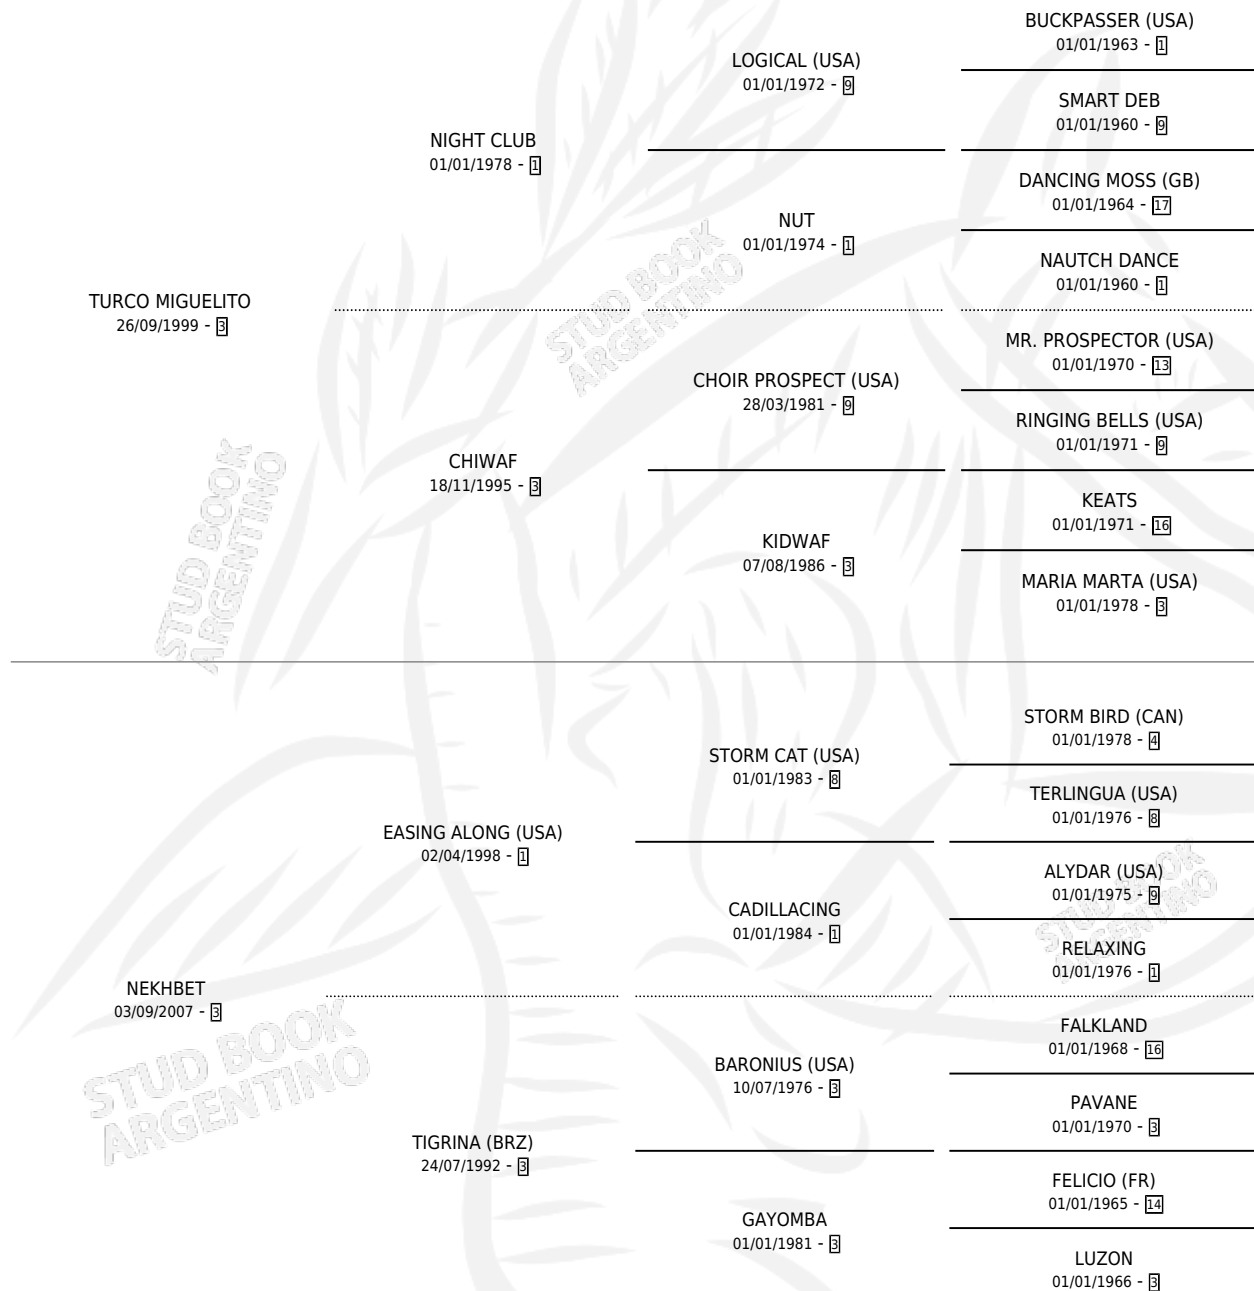 BUCKPASSER (USA)
01/01/1963 - 1
LOGICAL (USA)
01/01/1972 - 9
SMART DEB
01/01/1960 - 9
NIGHT CLUB
01/01/1978 - 1
DANCING MOSS (GB)
01/01/1964 - 17
NUT
01/01/1974 - 1
NAUTCH DANCE
01/01/1960 - 1
TURCO MIGUELITO
26/09/1999 - 3
MR. PROSPECTOR (USA)
01/01/1970 - 13
CHOIR PROSPECT (USA)
28/03/1981 - 9
RINGING BELLS (USA)
01/01/1971 - 9
CHIWAF
18/11/1995 - 3
KEATS
01/01/1971 - 16
KIDWAF
07/08/1986 - 3
MARIA MARTA (USA)
01/01/1978 - 3
STORM BIRD (CAN)
01/01/1978 - 4
STORM CAT (USA)
01/01/1983 - 8
TERLINGUA (USA)
01/01/1976 - 8
EASING ALONG (USA)
02/04/1998 - 1
ALYDAR (USA)
01/01/1975 - 9
CADILLACING
01/01/1984 - 1
RELAXING
01/01/1976 - 1
NEKHBET
03/09/2007 - 3
FALKLAND
01/01/1968 - 16
BARONIUS (USA)
10/07/1976 - 3
PAVANE
01/01/1970 - 3
TIGRINA (BRZ)
24/07/1992 - 3
FELICIO (FR)
01/01/1965 - 14
GAYOMBA
01/01/1981 - 3
LUZON
01/01/1966 - 3
STUD BOOK
ARGENTINO
STUD BOOK
ARGENTINO
STUD BOOK
ARGENTINO
STUD BOOK
ARGENTINO